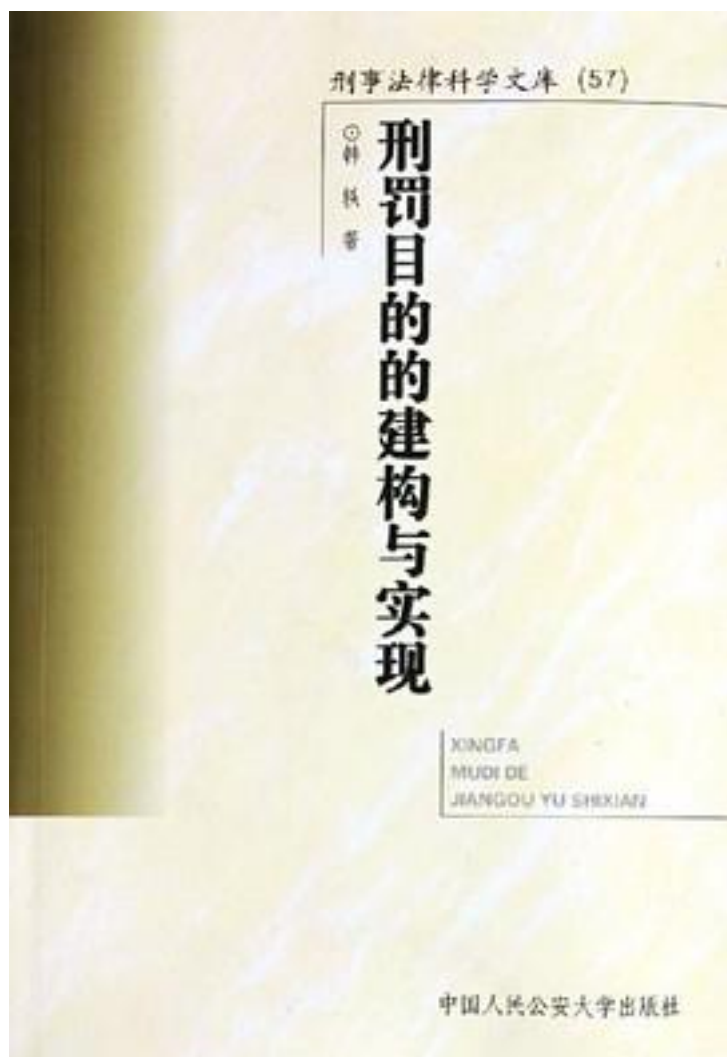 刑事法律科学文库 (57)
⊙韩 轶 著
刑罚目的的建构与实现
XINGFA
MUDI DE
JIANGOU YU SHIXIAN
中国人民公安大学出版社